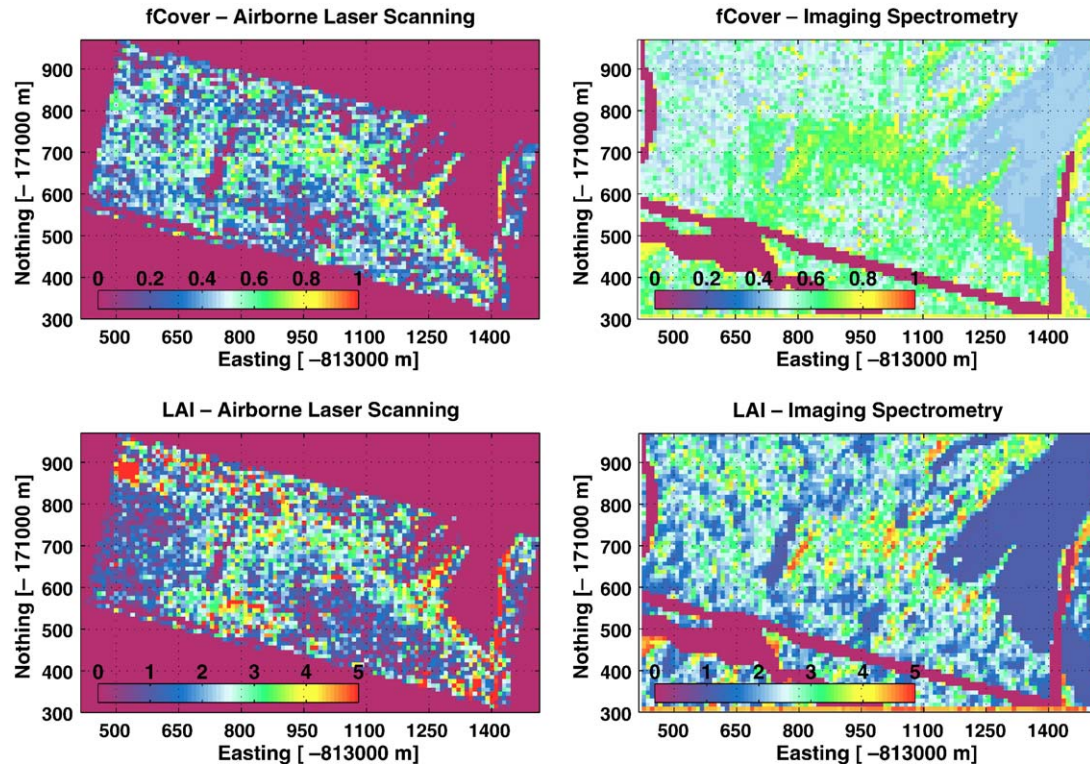 fCover – Airborne Laser Scanning
Nothing [– 171000 m]
900
800
700
600
500
400
300
0 0.2 0.4 0.6 0.8 1
500 650 800 950 1100 1250 1400
Easting [ –813000 m]
fCover – Imaging Spectrometry
Nothing [– 171000 m]
900
800
700
600
500
400
300
0 0.2 0.4 0.6 0.8 1
500 650 800 950 1100 1250 1400
Easting [ –813000 m]
LAI – Airborne Laser Scanning
Nothing [– 171000 m]
900
800
700
600
500
400
300
0 1 2 3 4 5
500 650 800 950 1100 1250 1400
Easting [ –813000 m]
LAI – Imaging Spectrometry
Nothing [– 171000 m]
900
800
700
600
500
400
300
0 1 2 3 4 5
500 650 800 950 1100 1250 1400
Easting [ –813000 m]